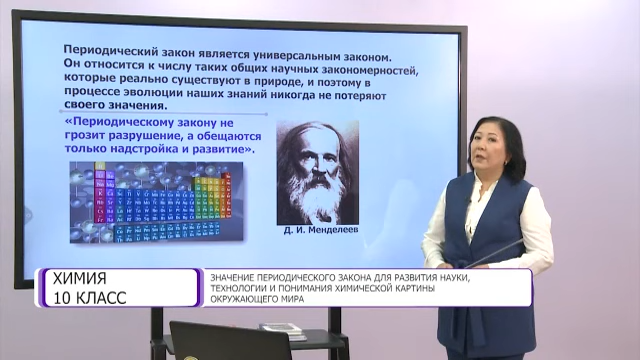 Периодический закон является универсальным законом.
Он относится к числу таких общих научных закономерностей,
которые реально существуют в природе, и поэтому в
процессе эволюции наших знаний никогда не потеряют
своего значения.
«Периодическому закону не
грозит разрушение, а обещаются
только надстройка и развитие».
Д. И. Менделеев
ХИМИЯ
10 КЛАСС
ЗНАЧЕНИЕ ПЕРИОДИЧЕСКОГО ЗАКОНА ДЛЯ РАЗВИТИЯ НАУКИ,
ТЕХНОЛОГИИ И ПОНИМАНИЯ ХИМИЧЕСКОЙ КАРТИНЫ
ОКРУЖАЮЩЕГО МИРА